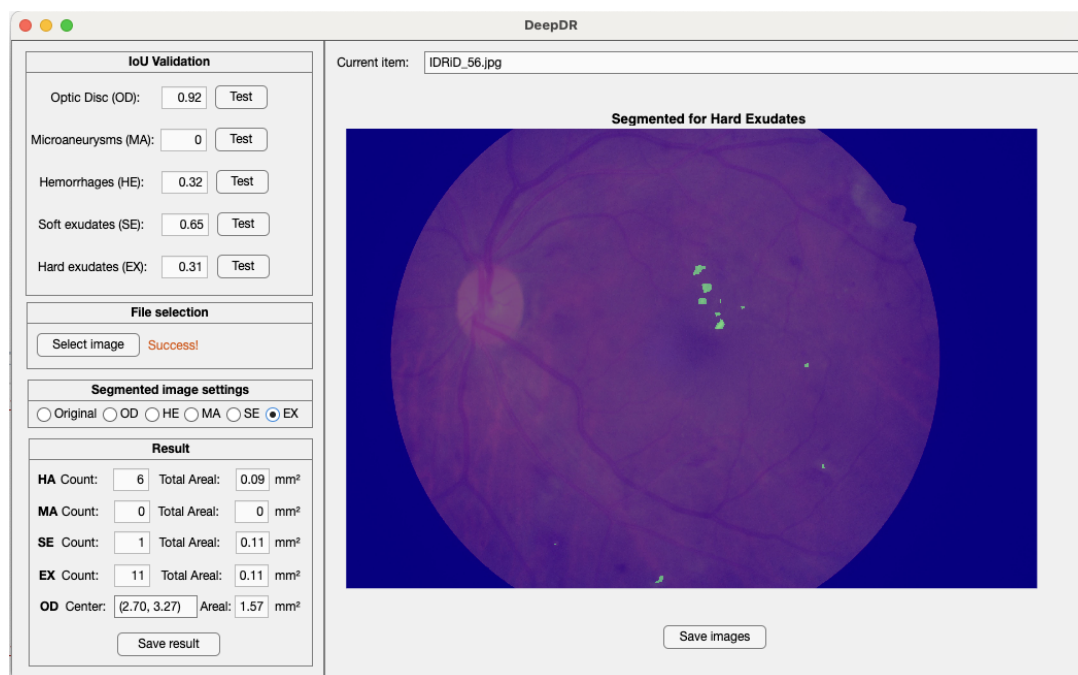 DeepDR
IoU Validation
Optic Disc (OD): 0.92 Test
Microaneurysms (MA): 0 Test
Hemorrhages (HE): 0.32 Test
Soft exudates (SE): 0.65 Test
Hard exudates (EX): 0.31 Test
File selection
Select image Success!
Segmented image settings
Original OD HE MA SE EX
Result
HA Count: 6 Total Areal: 0.09 mm²
MA Count: 0 Total Areal: 0 mm²
SE Count: 1 Total Areal: 0.11 mm²
EX Count: 11 Total Areal: 0.11 mm²
OD Center: (2.70, 3.27) Areal: 1.57 mm²
Save result
Current item: IDRiD_56.jpg
Segmented for Hard Exudates
Save images